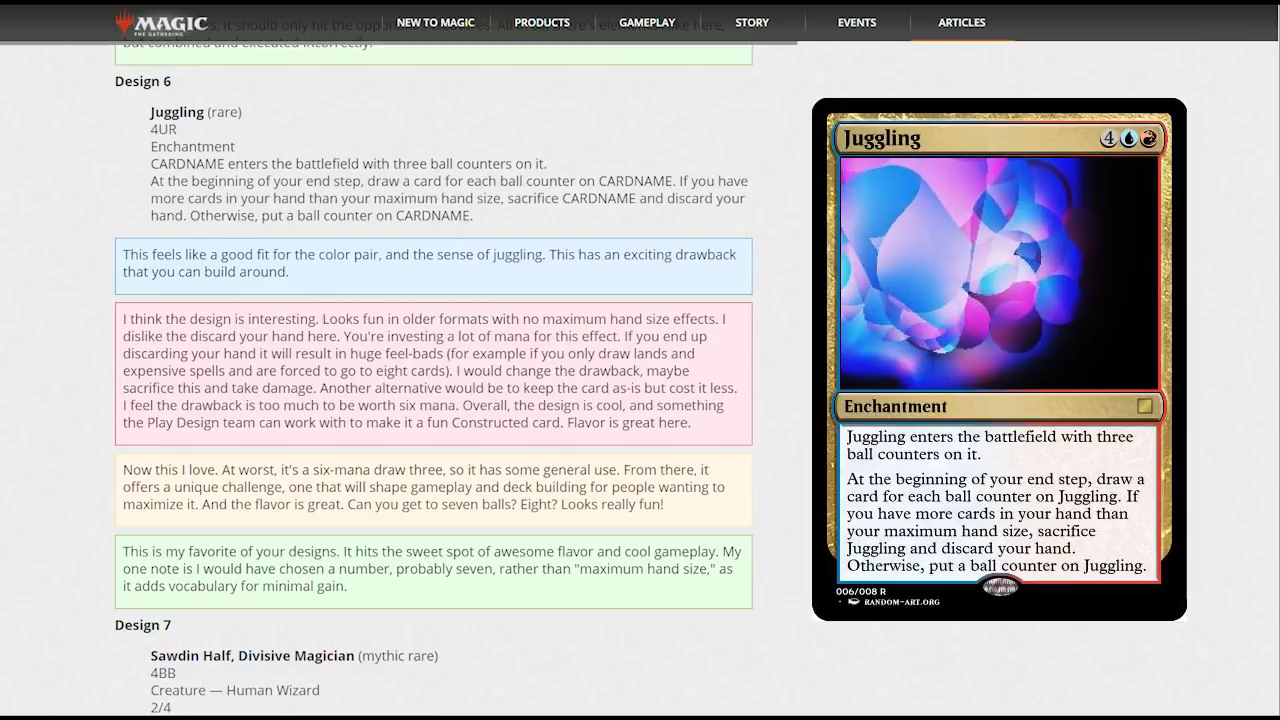 MAGIC
THE GATHERING
NEW TO MAGIC
PRODUCTS
GAMEPLAY
STORY
EVENTS
ARTICLES
it should only hit the
but combined and executed incorrectly.
Design 6
Juggling (rare)
4UR
Enchantment
CARDNAME enters the battlefield with three ball counters on it.
At the beginning of your end step, draw a card for each ball counter on CARDNAME. If you have
more cards in your hand than your maximum hand size, sacrifice CARDNAME and discard your
hand. Otherwise, put a ball counter on CARDNAME.
This feels like a good fit for the color pair, and the sense of juggling. This has an exciting drawback
that you can build around.
I think the design is interesting. Looks fun in older formats with no maximum hand size effects. I
dislike the discard your hand here. You're investing a lot of mana for this effect. If you end up
discarding your hand it will result in huge feel-bads (for example if you only draw lands and
expensive spells and are forced to go to eight cards). I would change the drawback, maybe
sacrifice this and take damage. Another alternative would be to keep the card as-is but cost it less.
I feel the drawback is too much to be worth six mana. Overall, the design is cool, and something
the Play Design team can work with to make it a fun Constructed card. Flavor is great here.
Now this I love. At worst, it's a six-mana draw three, so it has some general use. From there, it
offers a unique challenge, one that will shape gameplay and deck building for people wanting to
maximize it. And the flavor is great. Can you get to seven balls? Eight? Looks really fun!
This is my favorite of your designs. It hits the sweet spot of awesome flavor and cool gameplay. My
one note is I would have chosen a number, probably seven, rather than "maximum hand size," as
it adds vocabulary for minimal gain.
Design 7
Sawdin Half, Divisive Magician (mythic rare)
4BB
Creature — Human Wizard
2/4
Juggling
4
Enchantment
Juggling enters the battlefield with three
ball counters on it.
At the beginning of your end step, draw a
card for each ball counter on Juggling. If
you have more cards in your hand than
your maximum hand size, sacrifice
Juggling and discard your hand.
Otherwise, put a ball counter on Juggling.
006/008 R
RANDOM-ART.ORG